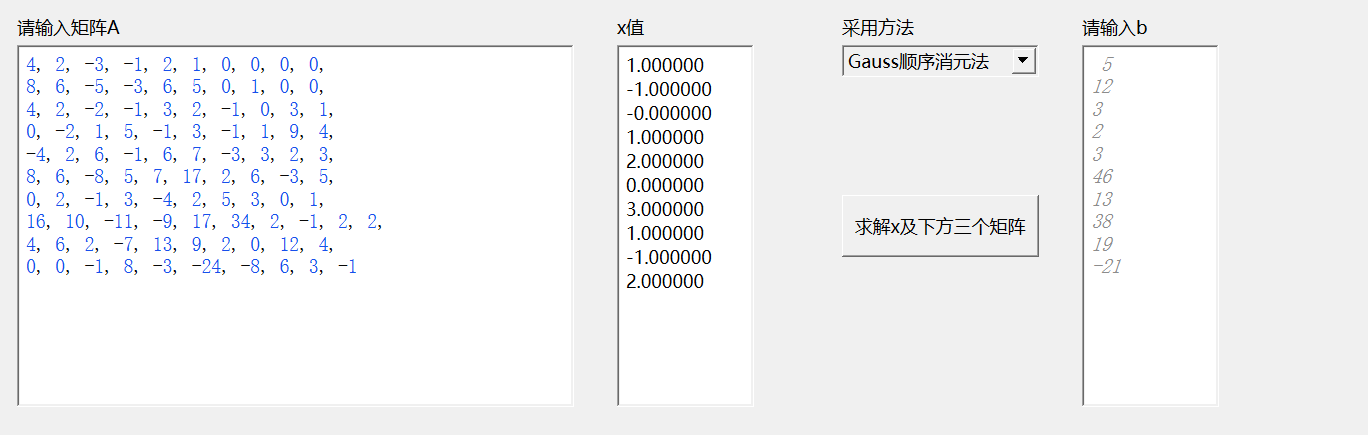 请输入矩阵A
4, 2, -3, -1, 2, 1, 0, 0, 0, 0,
8, 6, -5, -3, 6, 5, 0, 1, 0, 0,
4, 2, -2, -1, 3, 2, -1, 0, 3, 1,
0, -2, 1, 5, -1, 3, -1, 1, 9, 4,
-4, 2, 6, -1, 6, 7, -3, 3, 2, 3,
8, 6, -8, 5, 7, 17, 2, 6, -3, 5,
0, 2, -1, 3, -4, 2, 5, 3, 0, 1,
16, 10, -11, -9, 17, 34, 2, -1, 2, 2,
4, 6, 2, -7, 13, 9, 2, 0, 12, 4,
0, 0, -1, 8, -3, -24, -8, 6, 3, -1
x值
1.000000
-1.000000
-0.000000
1.000000
2.000000
0.000000
3.000000
1.000000
-1.000000
2.000000
采用方法
Gauss顺序消元法
求解x及下方三个矩阵
请输入b
5
12
3
2
3
46
13
38
19
-21